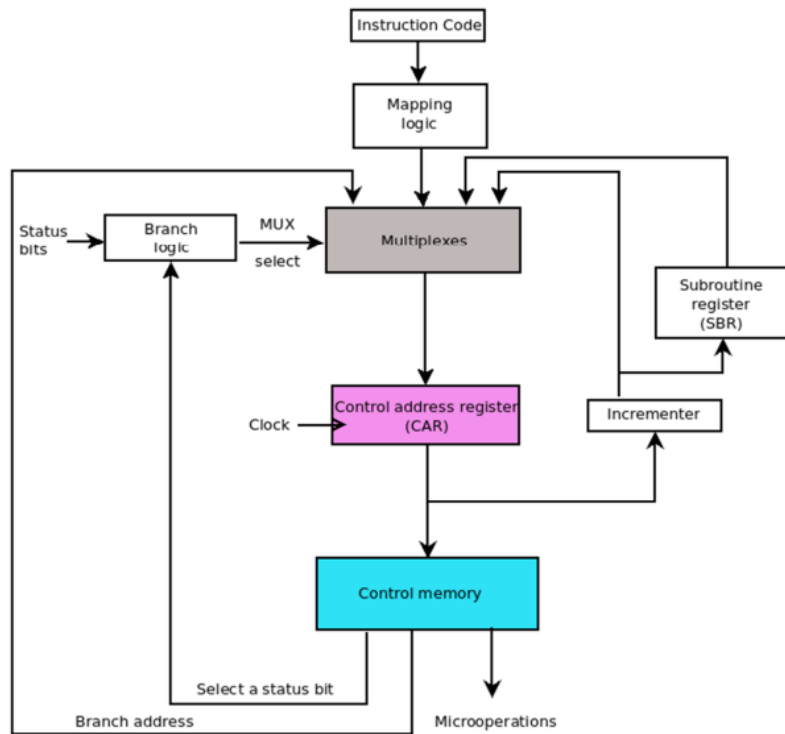 Instruction Code
Mapping
logic
Status
bits
Branch
logic
MUX
select
Multiplexes
Subroutine
register
(SBR)
Clock
Control address register
(CAR)
Incrementer
Control memory
Select a status bit
Branch address
Microoperations